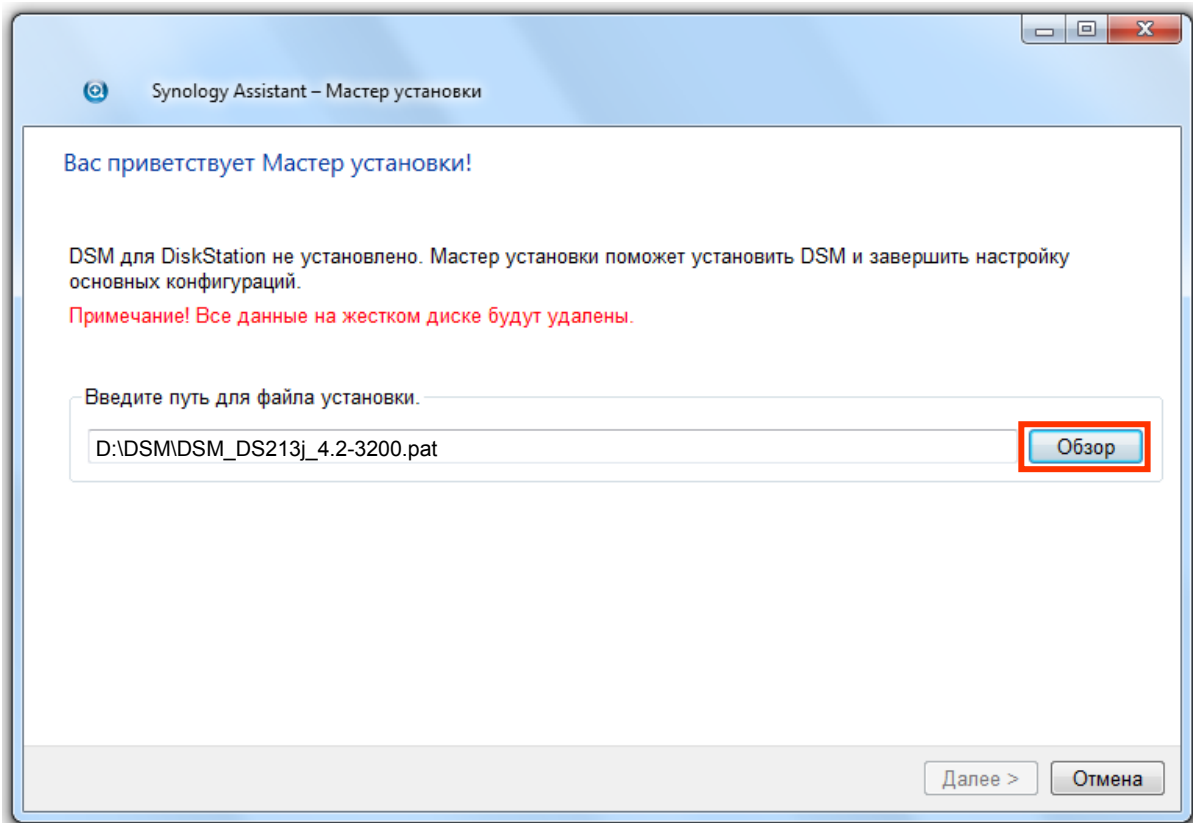 Synology Assistant – Мастер установки
Вас приветствует Мастер установки!
DSM для DiskStation не установлено. Мастер установки поможет установить DSM и завершить настройку
основных конфигураций.
Примечание! Все данные на жестком диске будут удалены.
Введите путь для файла установки.
D:\DSM\DSM_DS213j_4.2-3200.pat
Обзор
Далее >
Отмена